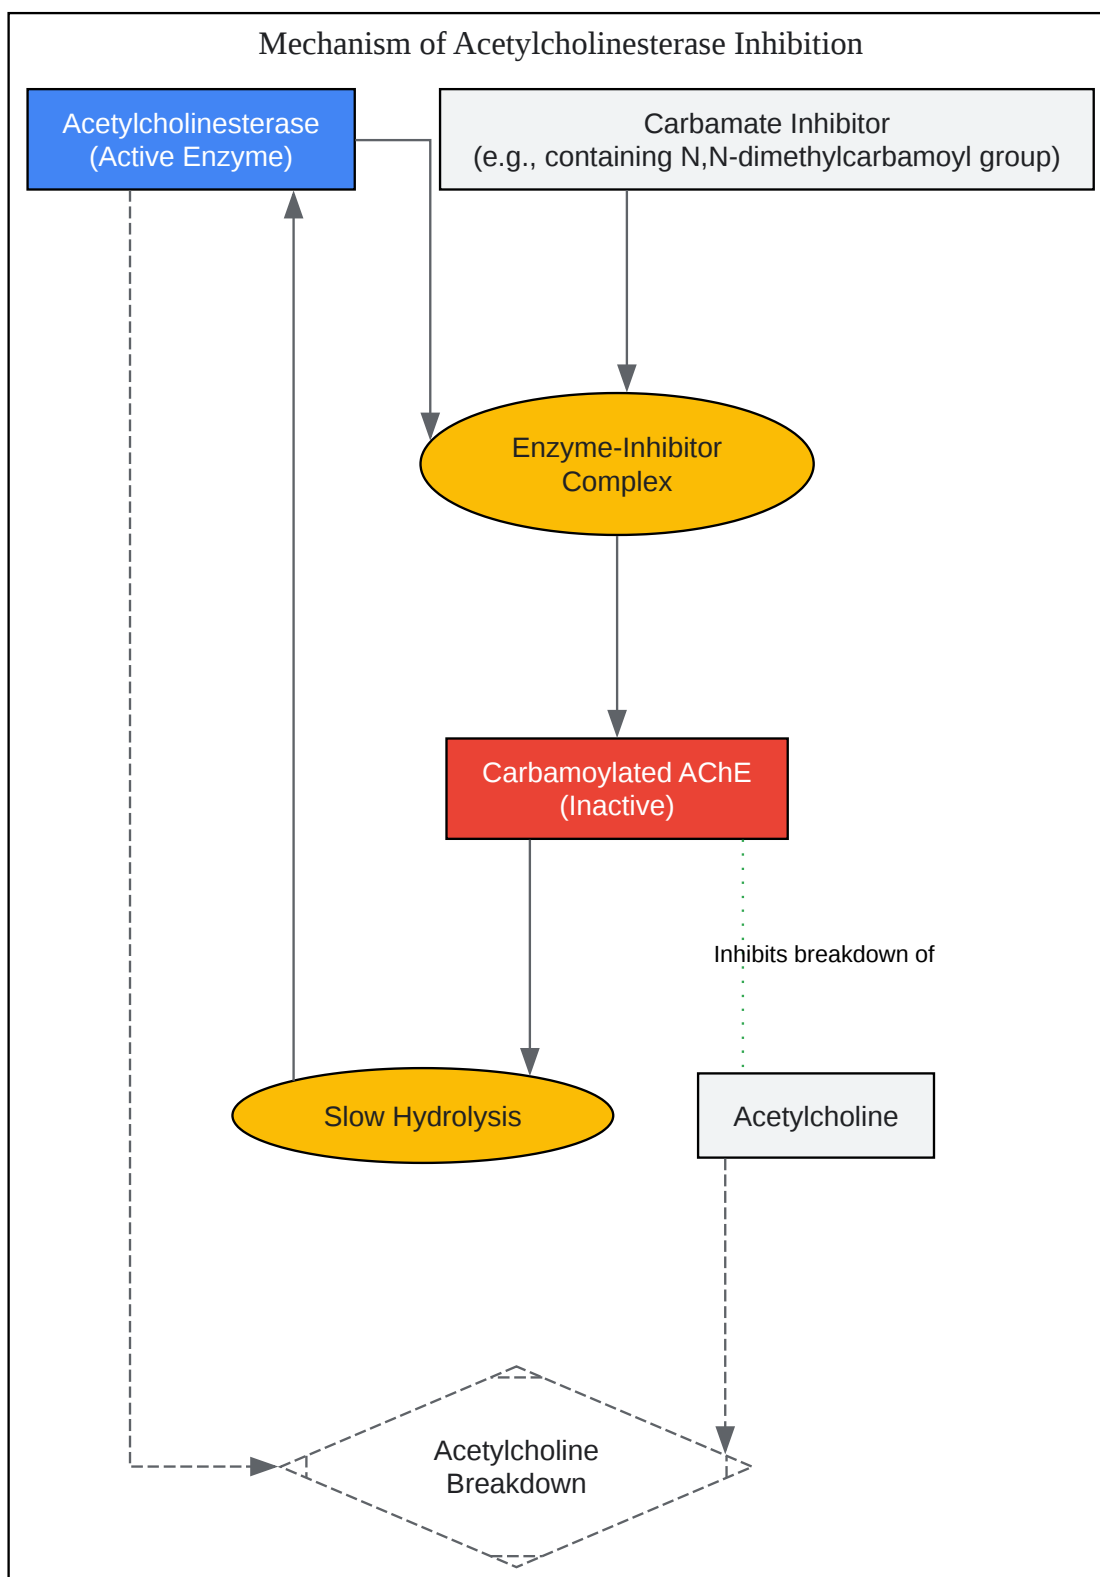 Mechanism of Acetylcholinesterase Inhibition
Acetylcholinesterase
(Active Enzyme)
Carbamate Inhibitor
(e.g., containing N,N-dimethylcarbamoyl group)
Enzyme-Inhibitor
Complex
Carbamoylated AChE
(Inactive)
Inhibits breakdown of
Slow Hydrolysis
Acetylcholine
Acetylcholine
Breakdown